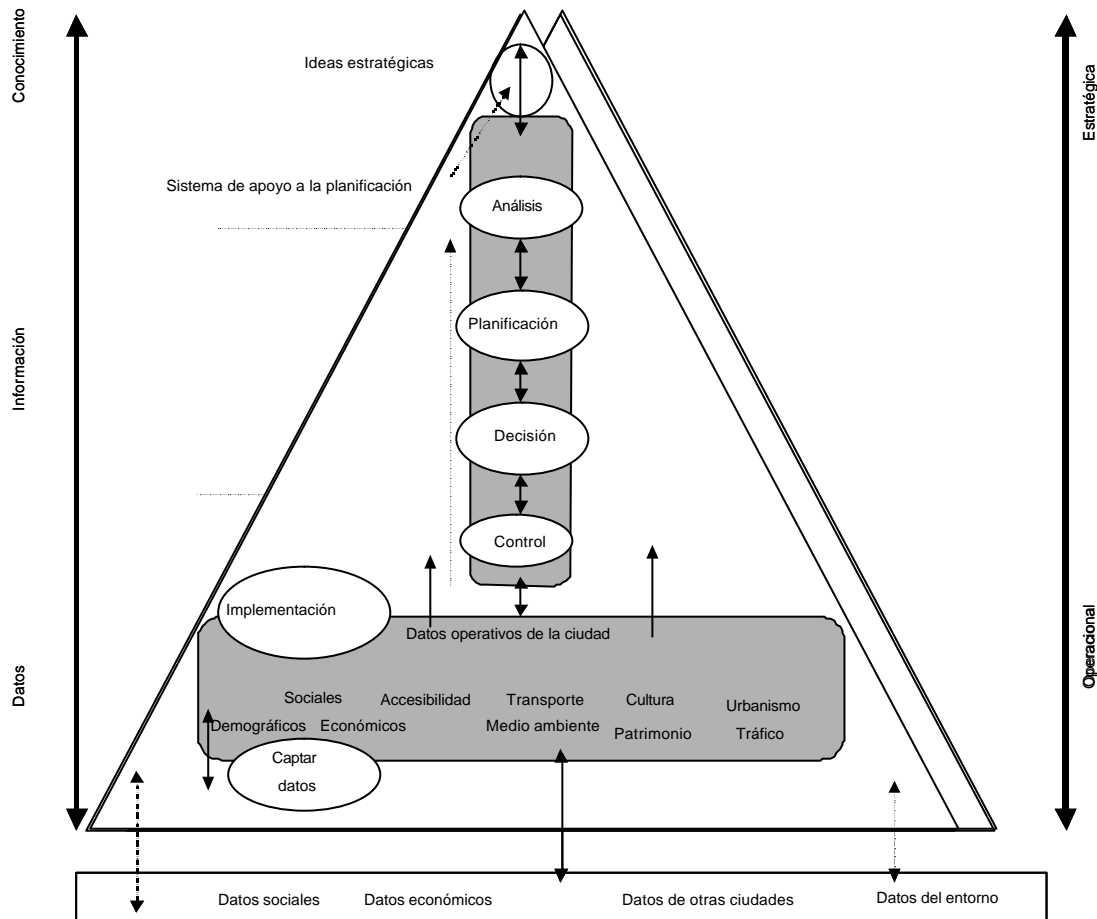 Conocimiento
Información
Datos
Estratégica
Operacional
Ideas estratégicas
Sistema de apoyo a la planificación
Análisis
Planificación
Decisión
Control
Implementación
Datos operativos de la ciudad
Sociales
Accesibilidad
Transporte
Cultura
Urbanismo
Demográficos
Económicos
Medio ambiente
Patrimonio
Tráfico
Captar
datos
Datos sociales
Datos económicos
Datos de otras ciudades
Datos del entorno